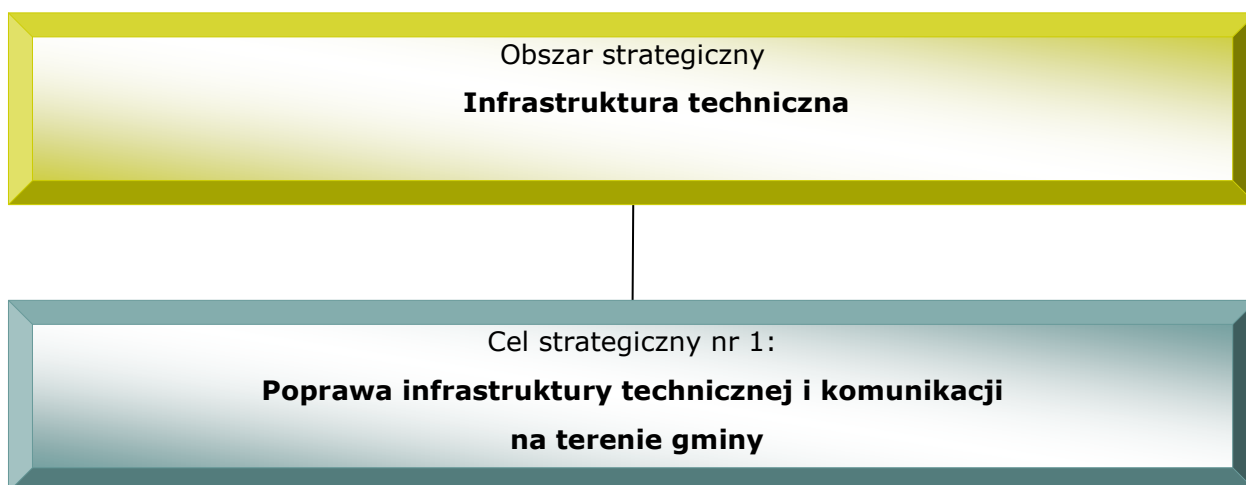 Obszar strategiczny
Infrastruktura techniczna
Cel strategiczny nr 1:
Poprawa infrastruktury technicznej i komunikacji
na terenie gminy